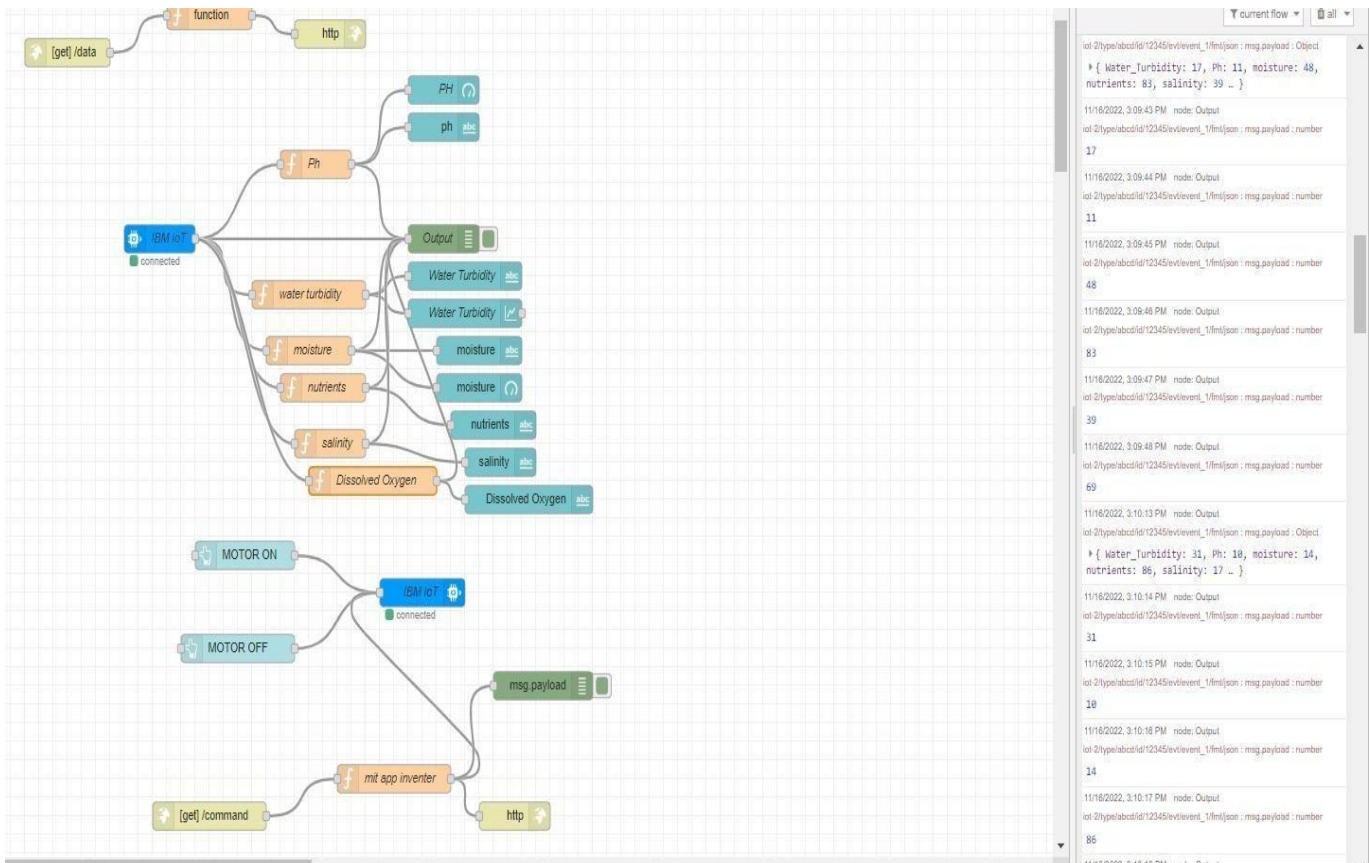 function
http
[get] /data
PH
ph abc
Ph
IBM IoT
connected
Output
Water Turbidity abc
water turbidity
Water Turbidity
moisture
moisture abc
nutrients
moisture
nutrients abc
salinity
salinity abc
Dissolved Oxygen
Dissolved Oxygen abc
MOTOR ON
IBM IoT
connected
MOTOR OFF
msg.payload
mit app inventer
[get] /command
http
current flow
all
iot-2/type/abcd/id/12345/evt/event_1/fmt/json : msg.payload : Object
{ Water_Turbidity: 17, Ph: 11, moisture: 48,
nutrients: 83, salinity: 39 … }
11/16/2022, 3:09:43 PM node: Output
iot-2/type/abcd/id/12345/evt/event_1/fmt/json : msg.payload : number
17
11/16/2022, 3:09:44 PM node: Output
iot-2/type/abcd/id/12345/evt/event_1/fmt/json : msg.payload : number
11
11/16/2022, 3:09:45 PM node: Output
iot-2/type/abcd/id/12345/evt/event_1/fmt/json : msg.payload : number
48
11/16/2022, 3:09:46 PM node: Output
iot-2/type/abcd/id/12345/evt/event_1/fmt/json : msg.payload : number
83
11/16/2022, 3:09:47 PM node: Output
iot-2/type/abcd/id/12345/evt/event_1/fmt/json : msg.payload : number
39
11/16/2022, 3:09:48 PM node: Output
iot-2/type/abcd/id/12345/evt/event_1/fmt/json : msg.payload : number
69
11/16/2022, 3:10:13 PM node: Output
iot-2/type/abcd/id/12345/evt/event_1/fmt/json : msg.payload : Object
{ Water_Turbidity: 31, Ph: 10, moisture: 14,
nutrients: 86, salinity: 17 … }
11/16/2022, 3:10:14 PM node: Output
iot-2/type/abcd/id/12345/evt/event_1/fmt/json : msg.payload : number
31
11/16/2022, 3:10:15 PM node: Output
iot-2/type/abcd/id/12345/evt/event_1/fmt/json : msg.payload : number
10
11/16/2022, 3:10:16 PM node: Output
iot-2/type/abcd/id/12345/evt/event_1/fmt/json : msg.payload : number
14
11/16/2022, 3:10:17 PM node: Output
iot-2/type/abcd/id/12345/evt/event_1/fmt/json : msg.payload : number
86